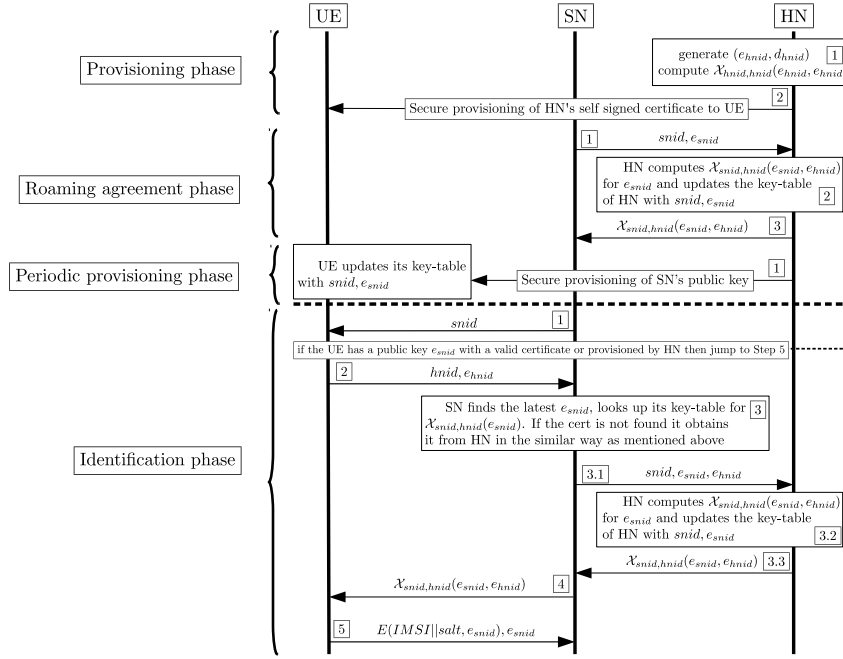 UE
SN
HN
Provisioning phase
generate (e_hnid, d_hnid)
1
compute 𝒳_hnid,hnid(e_hnid, e_hnid
2
Secure provisioning of HN's self signed certificate to UE
1
snid, e_snid
Roaming agreement phase
HN computes 𝒳_snid,hnid(e_snid, e_hnid)
for e_snid and updates the key-table
of HN with snid, e_snid
2
𝒳_snid,hnid(e_snid, e_hnid)
3
Periodic provisioning phase
UE updates its key-table
with snid, e_snid
Secure provisioning of SN's public key
1
snid
1
if the UE has a public key e_snid with a valid certificate or provisioned by HN then jump to Step 5
2
hnid, e_hnid
Identification phase
SN finds the latest e_snid, looks up its key-table for
3
𝒳_snid,hnid(e_snid). If the cert is not found it obtains
it from HN in the similar way as mentioned above
3.1
snid, e_snid, e_hnid
HN computes 𝒳_snid,hnid(e_snid, e_hnid)
for e_snid and updates the key-table
of HN with snid, e_snid
3.2
𝒳_snid,hnid(e_snid, e_hnid)
3.3
𝒳_snid,hnid(e_snid, e_hnid)
4
5
E(IMSI||salt, e_snid), e_snid